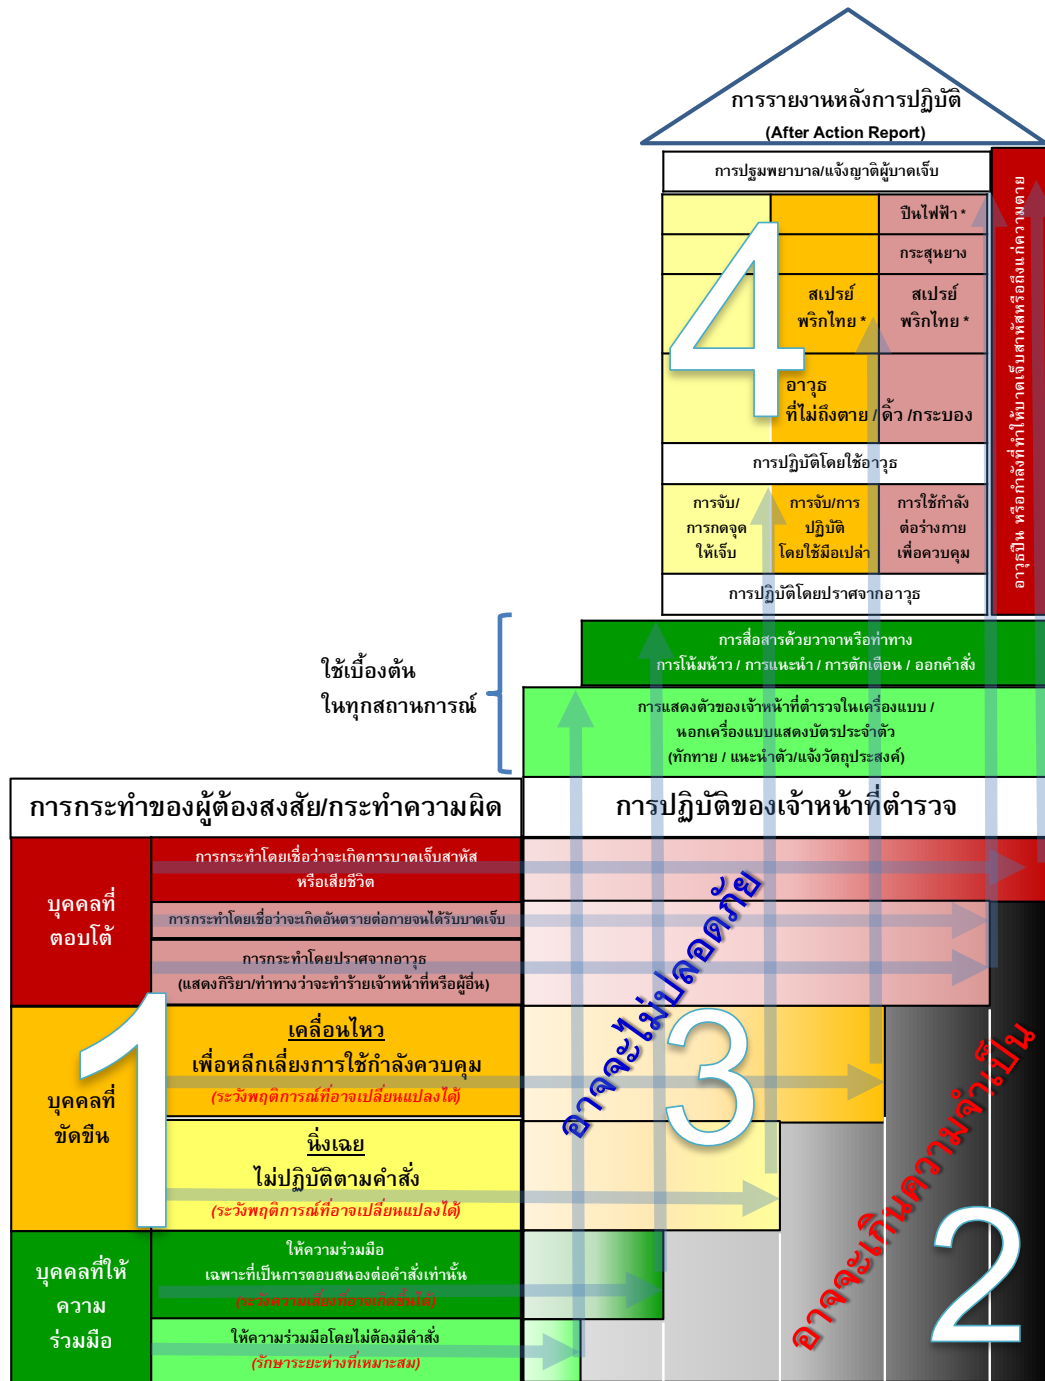 การรายงานหลังการปฏิบัติ
(After Action Report)
การปฐมพยาบาล/แจ้งญาติผู้บาดเจ็บ
ปืนไฟฟ้า *
กระสุนยาง
สเปรย์
พริกไทย *
สเปรย์
พริกไทย *
4
อาวุธ
ที่ไม่ถึงตาย / ดิ้ว /กระบอง
การปฏิบัติโดยใช้อาวุธ
การจับ/
การกดจุด
ให้เจ็บ
การจับ/การ
ปฏิบัติ
โดยใช้มือเปล่า
การใช้กำลัง
ต่อร่างกาย
เพื่อควบคุม
การปฏิบัติโดยปราศจากอาวุธ
อาวุธปืน หรือกำลังที่ทำให้บาดเจ็บสาหัสหรือถึงแก่ความตาย
ใช้เบื้องต้น
ในทุกสถานการณ์
การสื่อสารด้วยวาจาหรือท่าทาง
การโน้มน้าว / การแนะนำ / การตักเตือน / ออกคำสั่ง
การแสดงตัวของเจ้าหน้าที่ตำรวจในเครื่องแบบ /
นอกเครื่องแบบแสดงบัตรประจำตัว
(ทักทาย / แนะนำตัว/แจ้งวัตถุประสงค์)
การกระทำของผู้ต้องสงสัย/กระทำความผิด
การปฏิบัติของเจ้าหน้าที่ตำรวจ
บุคคลที่
ตอบโต้
การกระทำโดยเชื่อว่าจะเกิดการบาดเจ็บสาหัส
หรือเสียชีวิต
การกระทำโดยเชื่อว่าจะเกิดอันตรายต่อกายจนได้รับบาดเจ็บ
การกระทำโดยปราศจากอาวุธ
(แสดงกิริยา/ท่าทางว่าจะทำร้ายเจ้าหน้าที่หรือผู้อื่น)
1
บุคคลที่
ขัดขืน
เคลื่อนไหว
เพื่อหลีกเลี่ยงการใช้กำลังควบคุม
(ระวังพฤติการณ์ที่อาจเปลี่ยนแปลงได้)
นิ่งเฉย
ไม่ปฏิบัติตามคำสั่ง
(ระวังพฤติการณ์ที่อาจเปลี่ยนแปลงได้)
บุคคลที่ให้
ความ
ร่วมมือ
ให้ความร่วมมือ
เฉพาะที่เป็นการตอบสนองต่อคำสั่งเท่านั้น
(ระวังความเสี่ยงที่อาจเกิดขึ้นได้)
ให้ความร่วมมือโดยไม่ต้องมีคำสั่ง
(รักษาระยะห่างที่เหมาะสม)
อาจจะไม่ปลอดภัย
3
อาจจะเกินความจำเป็น
2